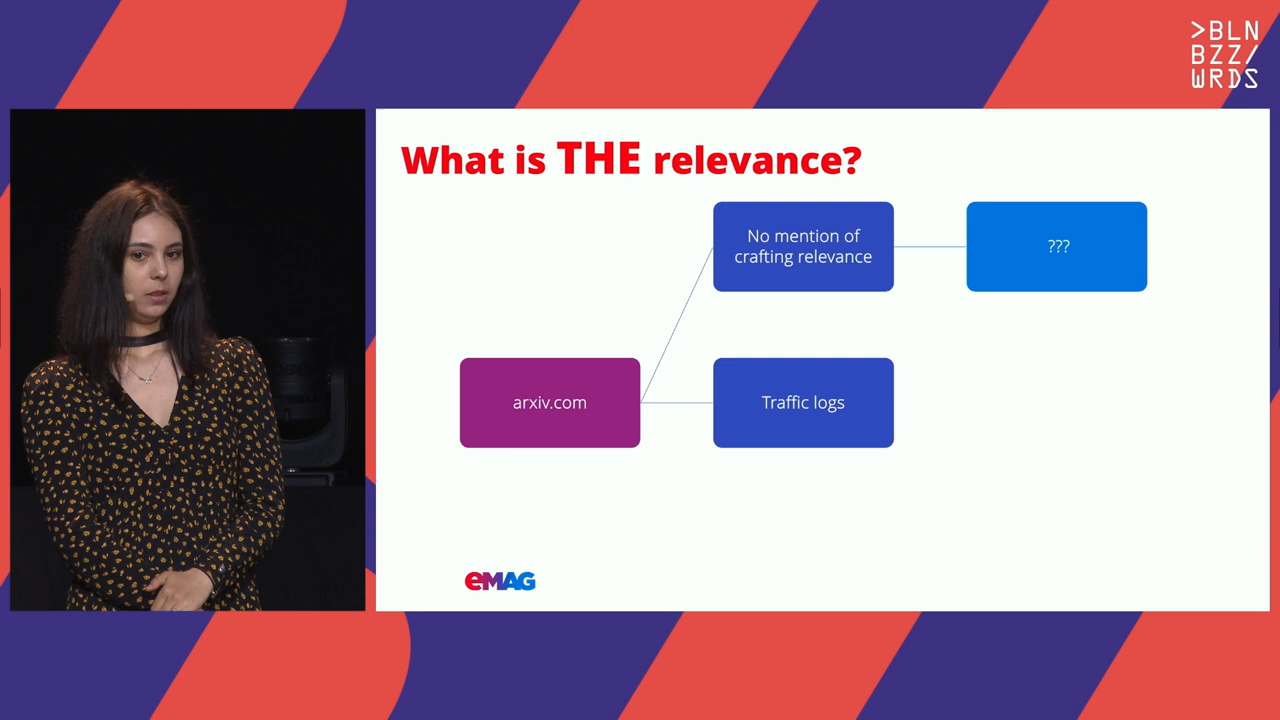 >BLN
BZZ/
WRDS
What is THE relevance?
No mention of
crafting relevance
???
arxiv.com
Traffic logs
eMAG